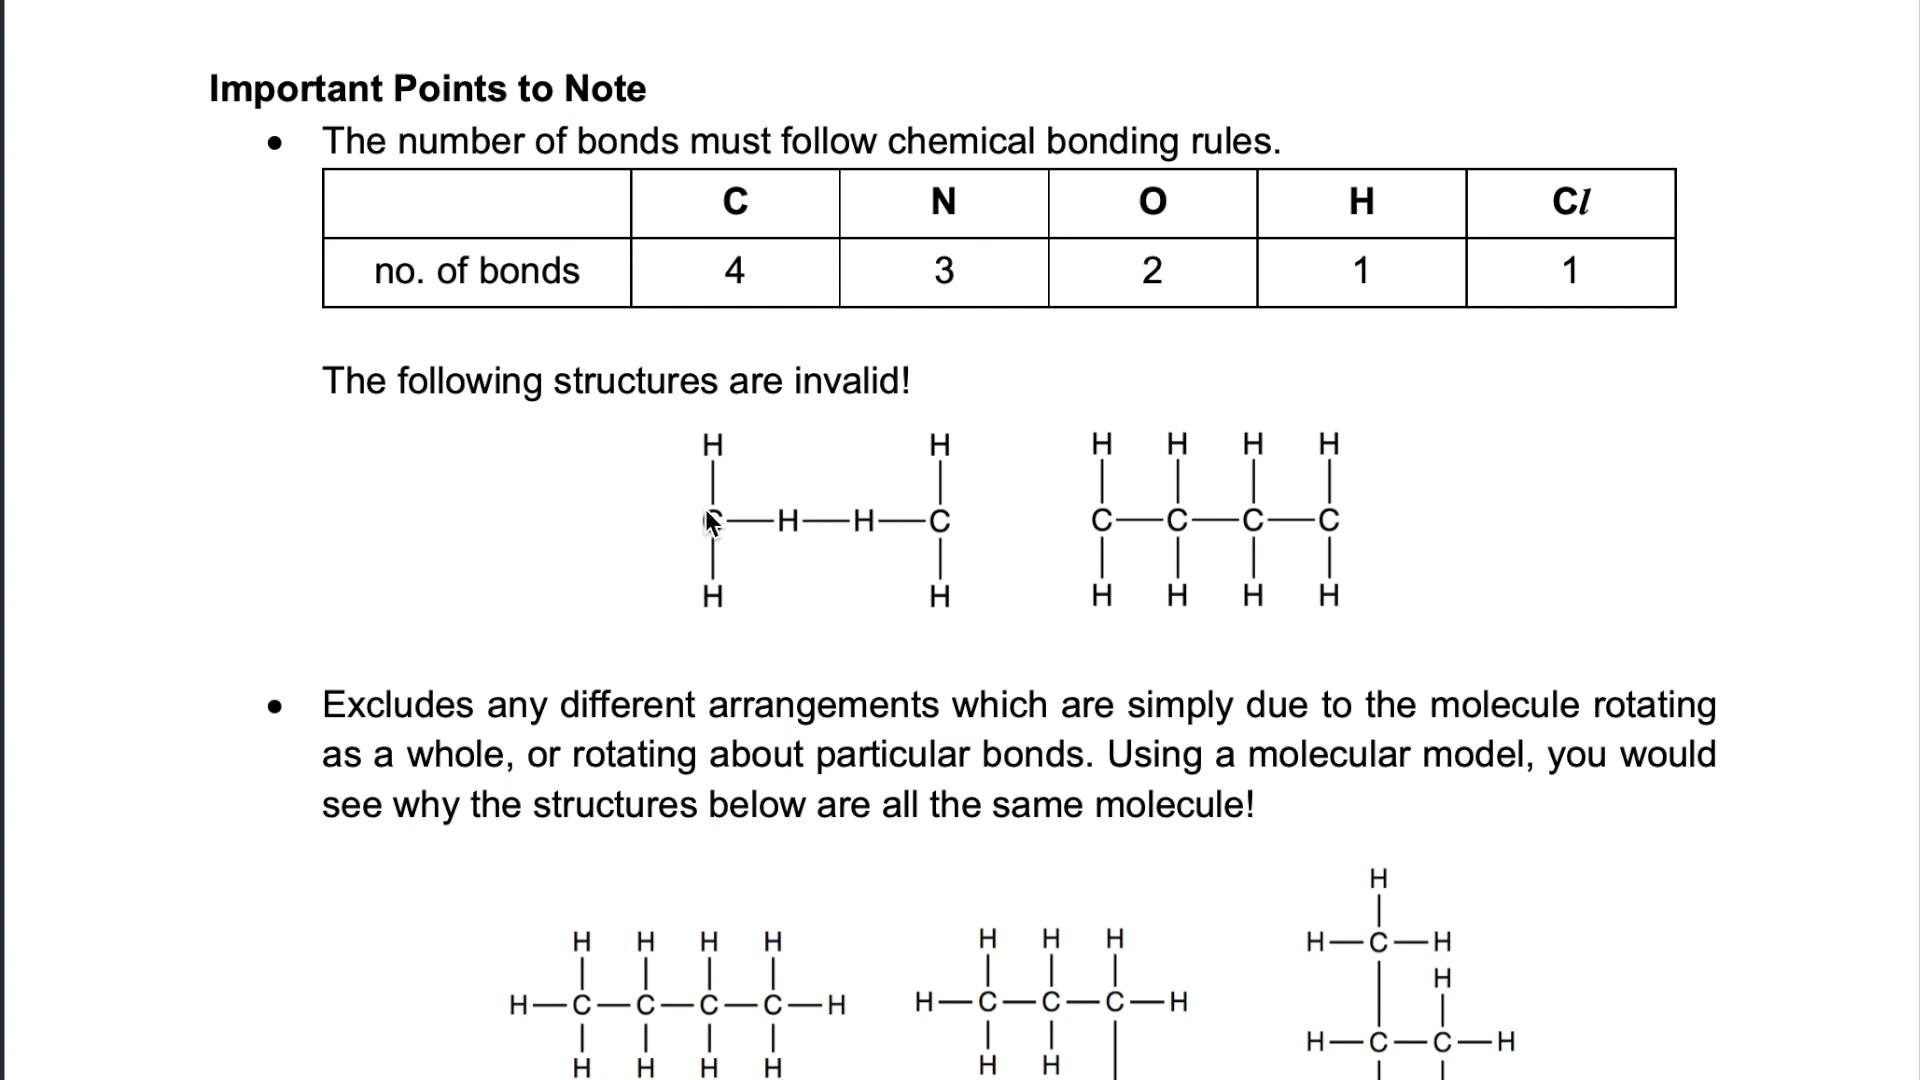 Important Points to Note
• The number of bonds must follow chemical bonding rules.
C N O H Cl
no. of bonds 4 3 2 1 1
The following structures are invalid!
H H H H H H
C—H—H—C C—C—C—C
H H H H H H
• Excludes any different arrangements which are simply due to the molecule rotating
as a whole, or rotating about particular bonds. Using a molecular model, you would
see why the structures below are all the same molecule!
H
H H H H H H H H—C—H
H
H—C—C—C—C—H H—C—C—C—H H—C—C—H
H H H H H H